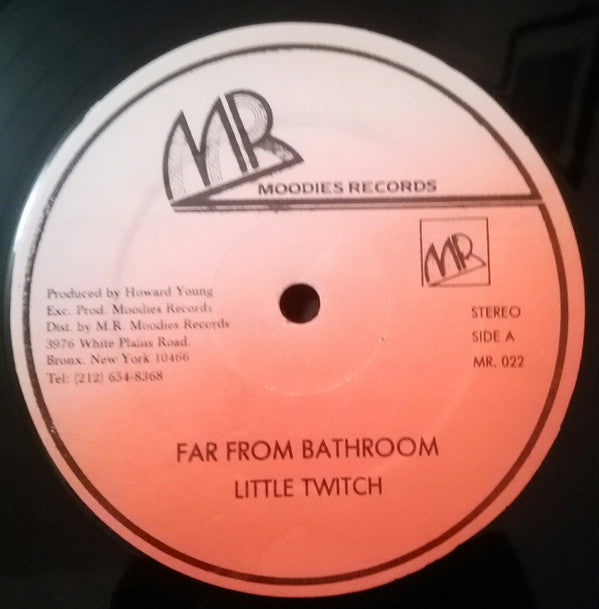 MR
MOODIES RECORDS
MR
Produced by Howard Young
Exc. Prod. Moodies Records
Dist. by M.R. Moodies Records
3976 White Plains Road
Bronx. New York 10466
Tel: (212) 654-8368
STEREO
SIDE A
MR. 022
FAR FROM BATHROOM
LITTLE TWITCH